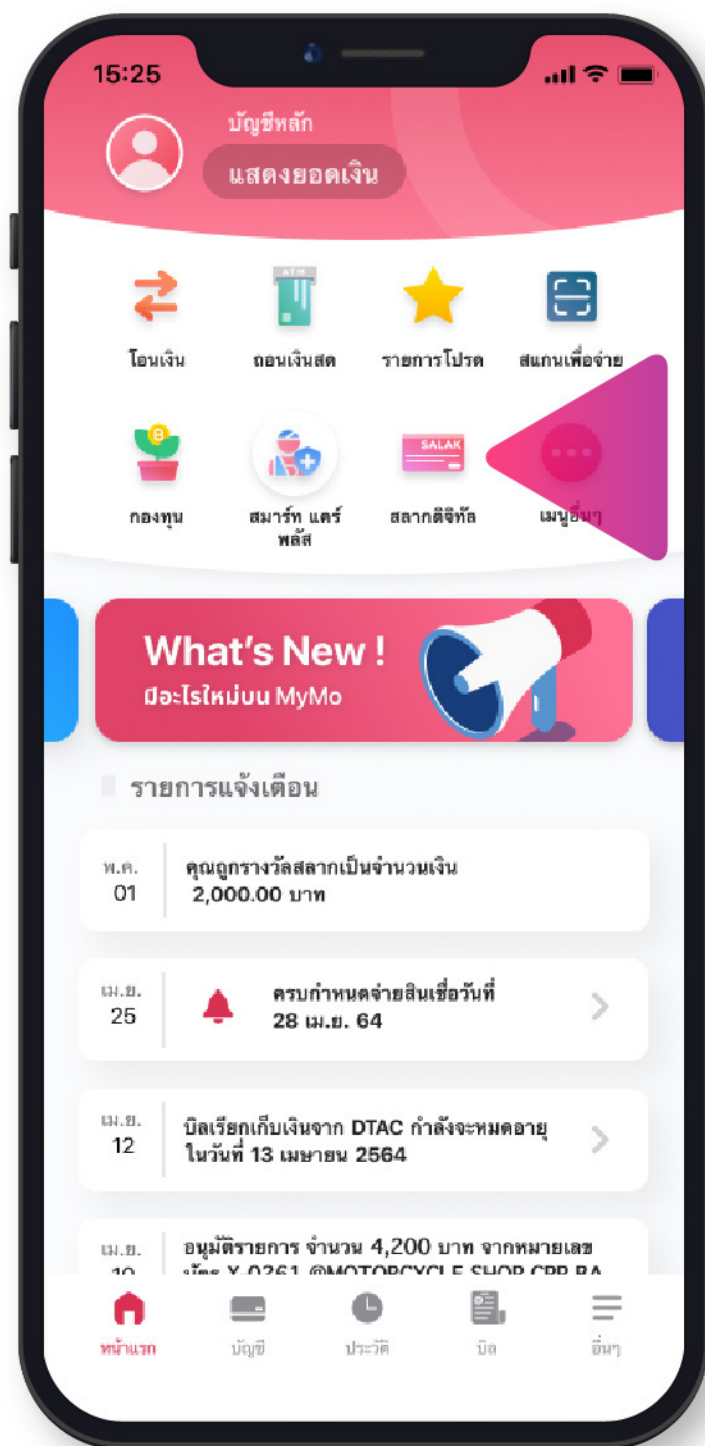 15:25
บัญชีหลัก
แสดงยอดเงิน
ATM
โอนเงิน
ถอนเงินสด
รายการโปรด
สแกนเพื่อจ่าย
SALAK
กองทุน
สมาร์ท แคร์
พลัส
สลากดิจิทัล
เมนูอื่นๆ
What's New !
มีอะไรใหม่บน MyMo
รายการแจ้งเตือน
พ.ค.
01
คุณถูกรางวัลสลากเป็นจำนวนเงิน
2,000.00 บาท
เม.ย.
25
ครบกำหนดจ่ายสินเชื่อวันที่
28 เม.ย. 64
เม.ย.
12
บิลเรียกเก็บเงินจาก DTAC กำลังจะหมดอายุ
ในวันที่ 13 เมษายน 2564
เม.ย.
10
อนุมัติรายการ จำนวน 4,200 บาท จากหมายเลข
บัตร X-0261 @MOTORCYCLE SHOP CRR BA
หน้าแรก
บัญชี
ประวัติ
บิล
อื่นๆ